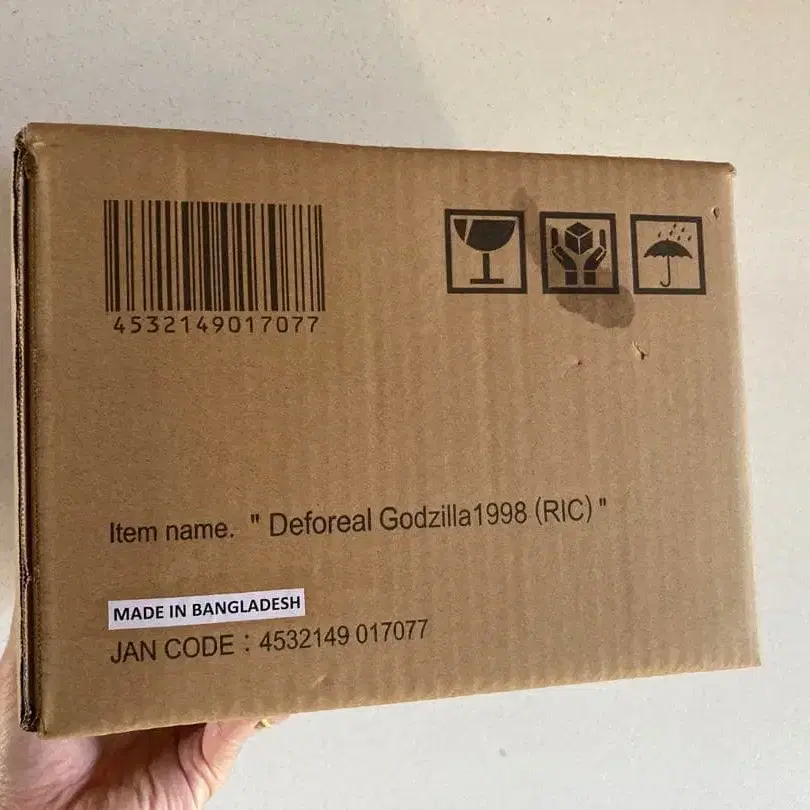 4532149017077
Item name. " Deforeal Godzilla1998 (RIC) "
MADE IN BANGLADESH
JAN CODE : 4532149 017077